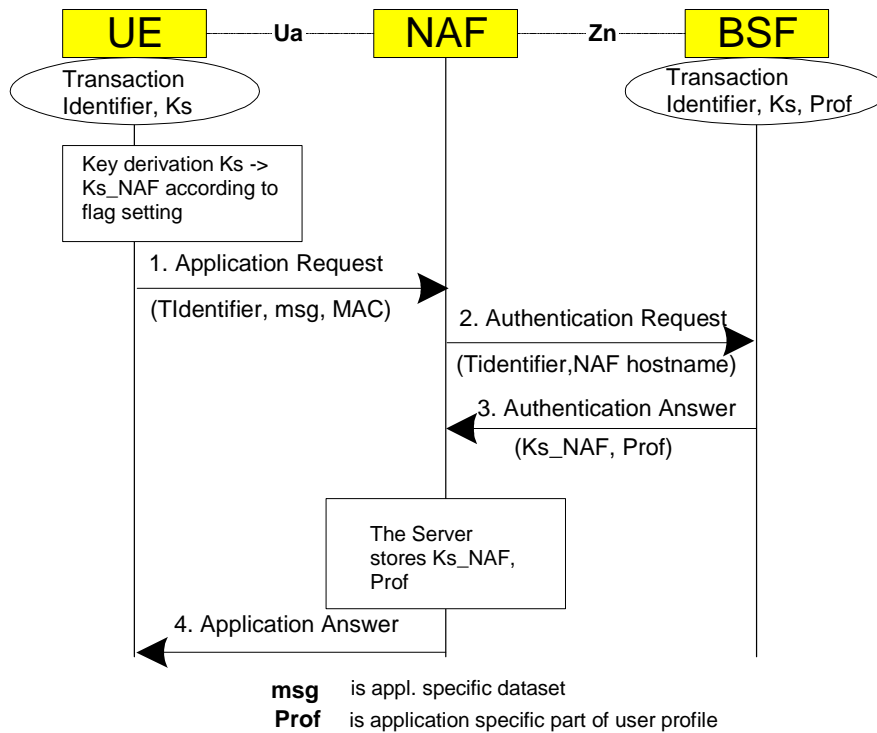 UE Ua NAF Zn BSF
Transaction
Identifier, Ks
Transaction
Identifier, Ks, Prof
Key derivation Ks ->
Ks_NAF according to
flag setting
1. Application Request
(TIdentifier, msg, MAC)
2. Authentication Request
(Tidentifier,NAF hostname)
3. Authentication Answer
(Ks_NAF, Prof)
The Server
stores Ks_NAF,
Prof
4. Application Answer
msg is appl. specific dataset
Prof is application specific part of user profile